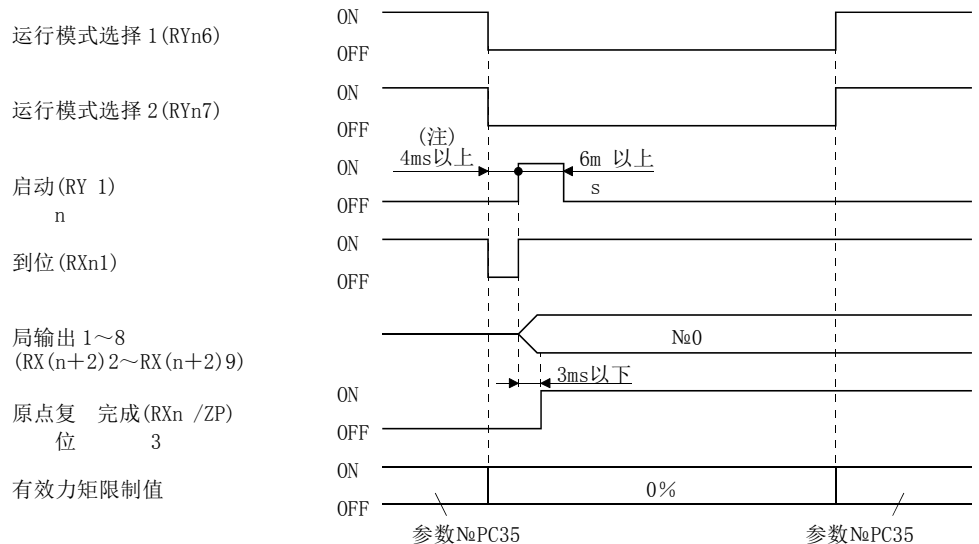 运行模式选择 1(RYn6)
ON
OFF
运行模式选择 2(RYn7)
ON
OFF
(注)
4ms以上
6m 以上
s
启动(RY 1)
n
ON
OFF
到位(RXn1)
ON
OFF
局输出 1～8
(RX(n+2)2～RX(n+2)9)
№0
3ms以下
原点复 完成(RXn /ZP)
位 3
ON
OFF
有效力矩限制值
ON
OFF
0%
参数№PC35
参数№PC35